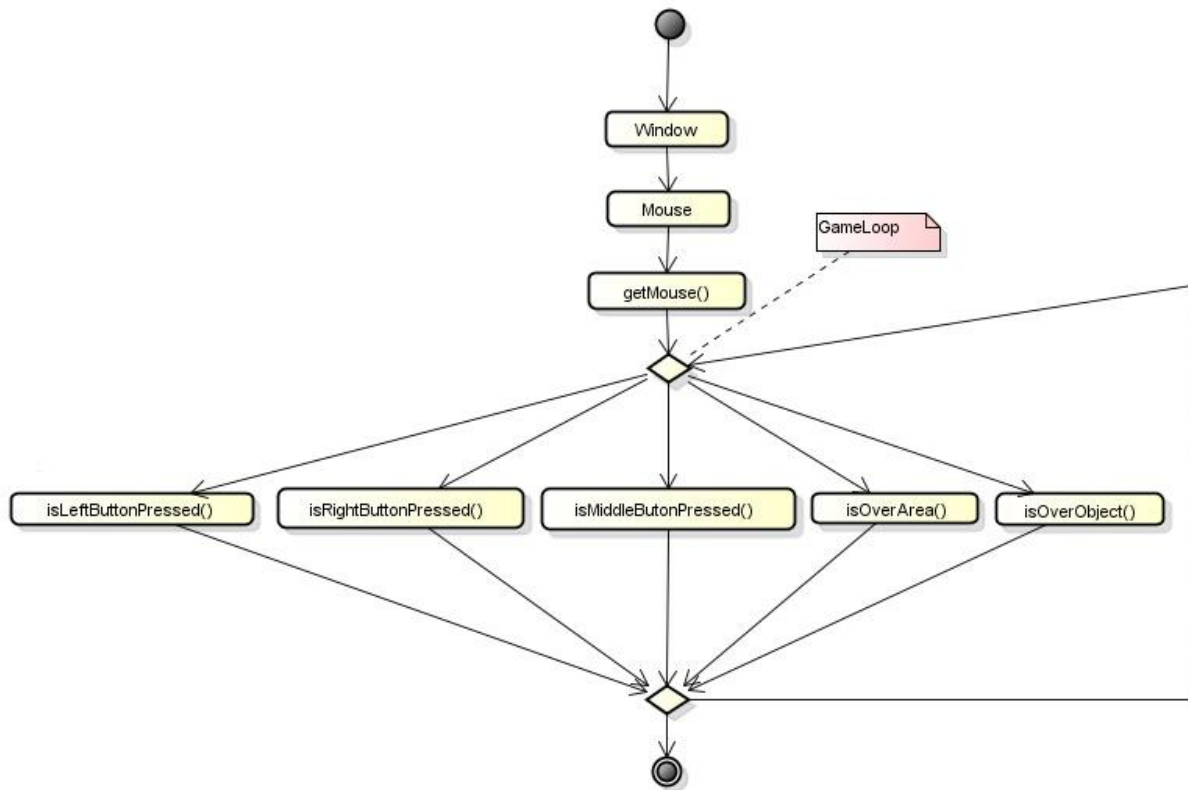 Window
Mouse
GameLoop
getMouse()
isLeftButtonPressed()
isRightButtonPressed()
isMiddleButonPressed()
isOverArea()
isOverObject()